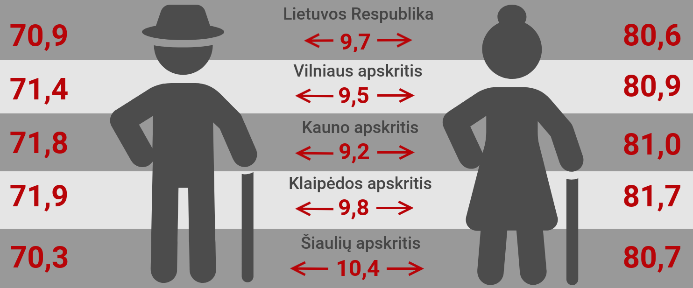 Lietuvos Respublika
70,9 9,7 80,6
Vilniaus apskritis
71,4 9,5 80,9
Kauno apskritis
71,8 9,2 81,0
Klaipėdos apskritis
71,9 9,8 81,7
Šiaulių apskritis
70,3 10,4 80,7